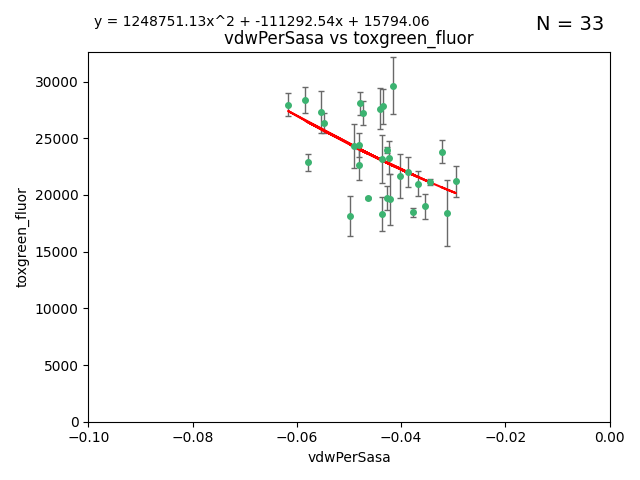 y = 1248751.13x^2 + -111292.54x + 15794.06
N = 33
vdwPerSasa vs toxgreen_fluor
30000
25000
20000
15000
10000
5000
0
toxgreen_fluor
−0.10 −0.08 −0.06 −0.04 −0.02 0.00
vdwPerSasa